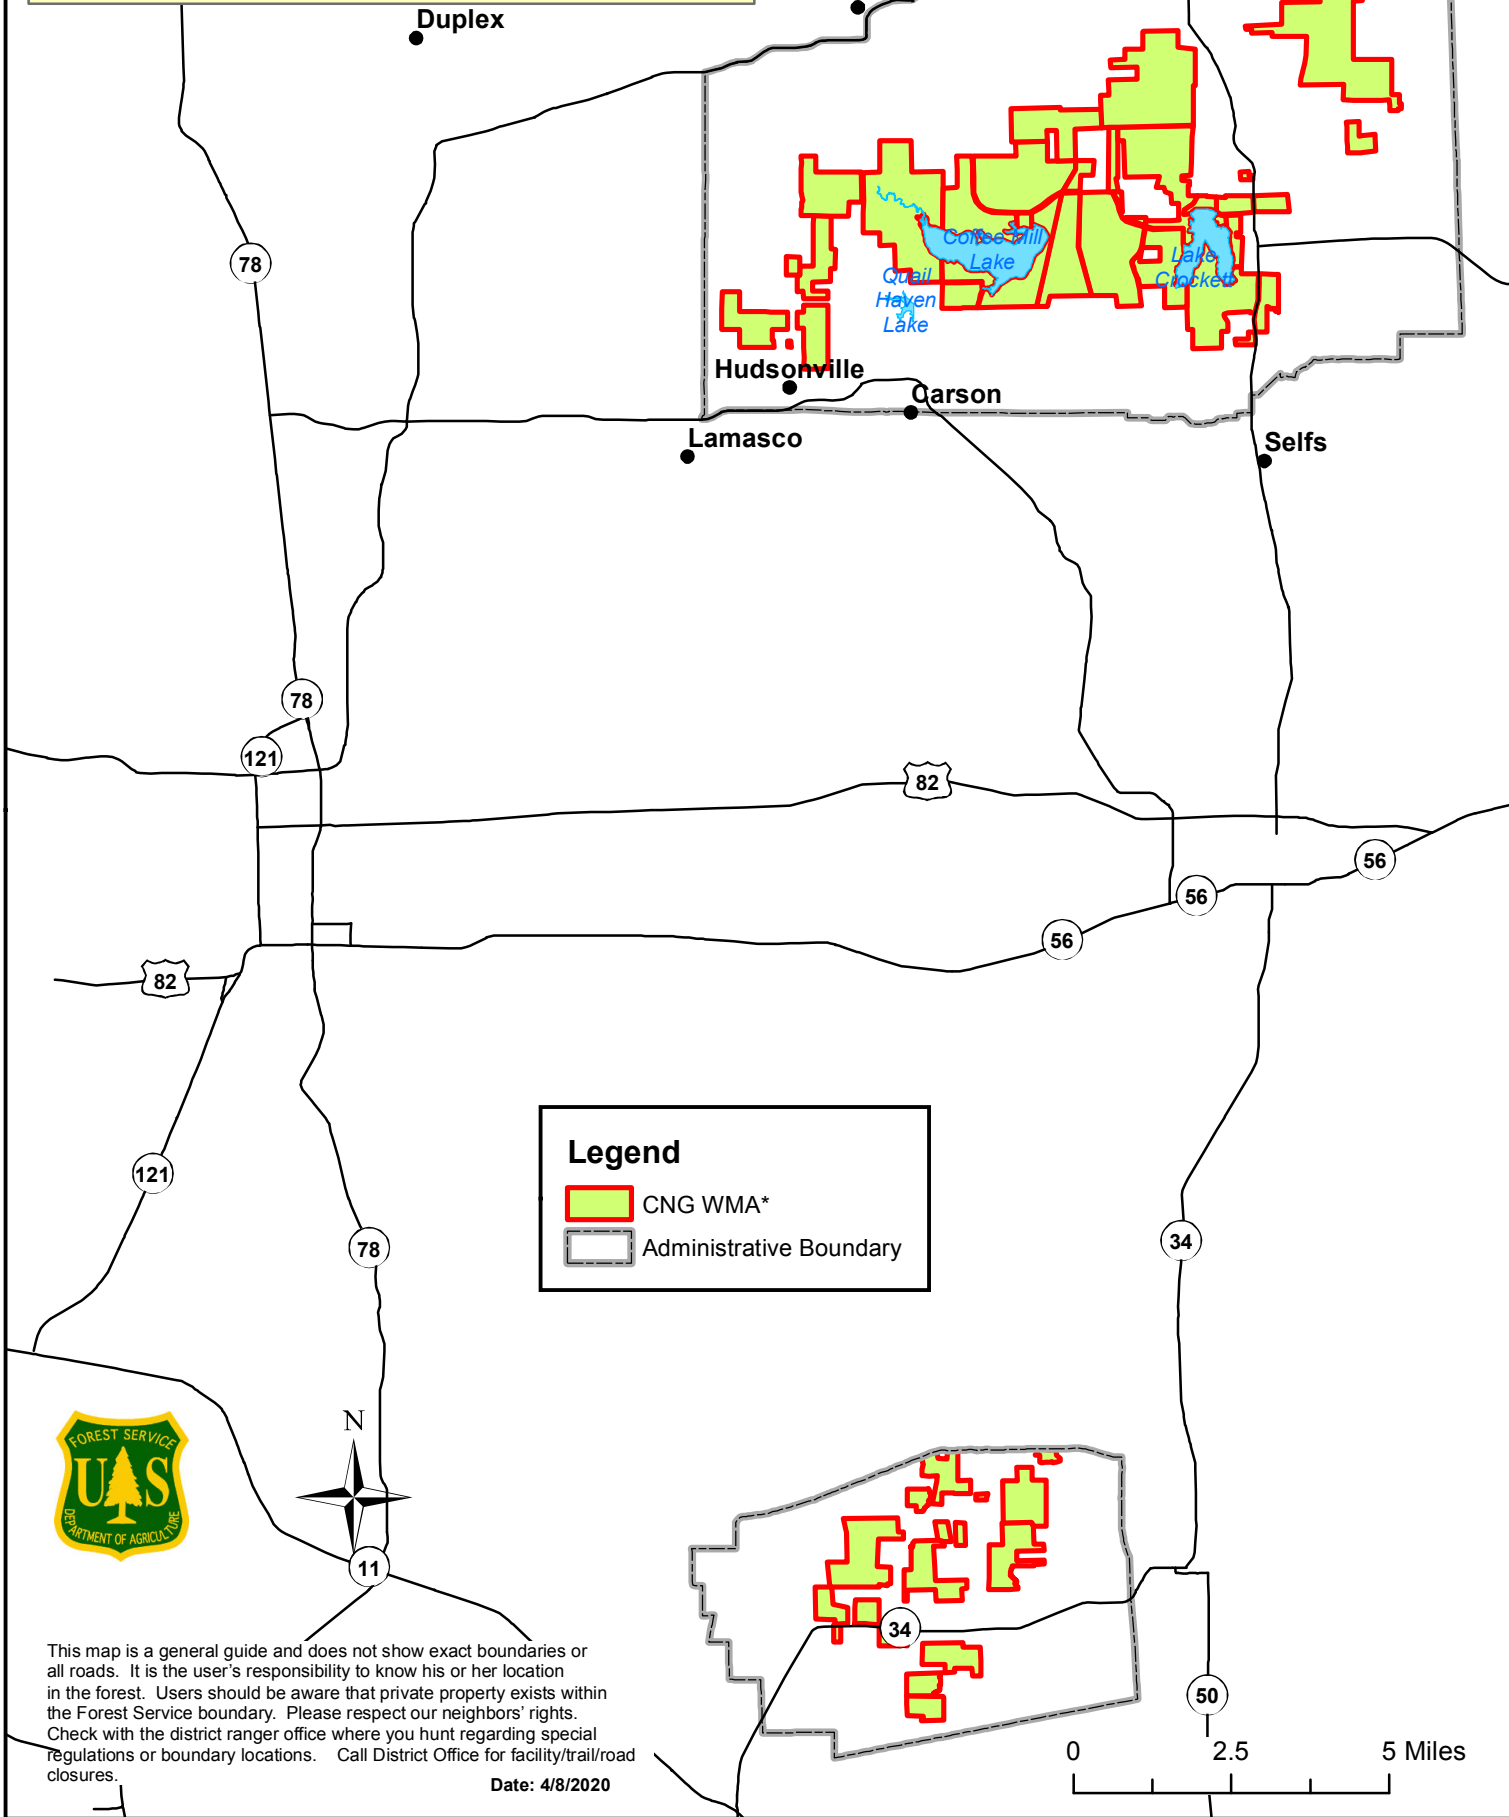 Duplex
78
Coffee Mill
Lake
Lake
Crockett
Quail
Haven
Lake
Hudsonville
Carson
Lamasco
Selfs
78
121
82
56
56
56
82
Legend
CNG WMA*
Administrative Boundary
121
78
34
FOREST SERVICE
U S
DEPARTMENT OF AGRICULTURE
N
11
34
50
This map is a general guide and does not show exact boundaries or
all roads. It is the user's responsibility to know his or her location
in the forest. Users should be aware that private property exists within
the Forest Service boundary. Please respect our neighbors' rights.
Check with the district ranger office where you hunt regarding special
regulations or boundary locations. Call District Office for facility/trail/road
closures.
Date: 4/8/2020
0 2.5 5 Miles